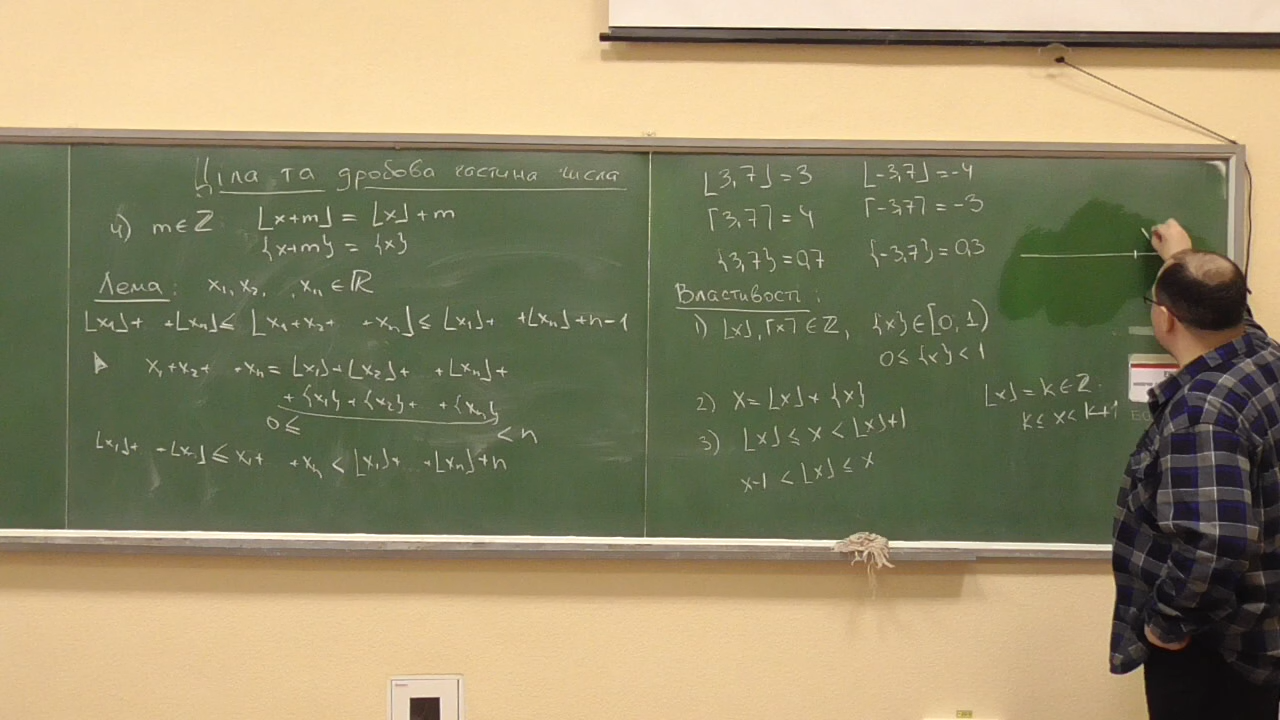 Ціла та дробова частина числа
4) m∈ℤ ⌊x+m⌋ = ⌊x⌋ + m
{x+m} = {x}
Лема: x₁, x₂, , xₙ ∈ ℝ
⌊x₁⌋+ +⌊xₙ⌋ ≤ ⌊x₁+x₂+ +xₙ⌋ ≤ ⌊x₁⌋+ +⌊xₙ⌋+n-1
x₁+x₂+ +xₙ = ⌊x₁⌋+⌊x₂⌋+ +⌊xₙ⌋+
+{x₁}+{x₂}+ +{xₙ}
0≤ <n
⌊x₁⌋+ +⌊xₙ⌋ ≤ x₁+ +xₙ < ⌊x₁⌋+ +⌊xₙ⌋+n
⌊3,7⌋=3 ⌊-3,7⌋=-4
⌈3,7⌉=4 ⌈-3,7⌉=-3
{3,7}=0,7 {-3,7}=0,3
Властивості:
1) ⌊x⌋, ⌈x⌉ ∈ ℤ, {x}∈[0,1)
0≤{x}<1
2) x=⌊x⌋+{x}
3) ⌊x⌋ ≤ x < ⌊x⌋+1
x-1 < ⌊x⌋ ≤ x
⌊x⌋ = k ∈ ℤ
k ≤ x < k+1